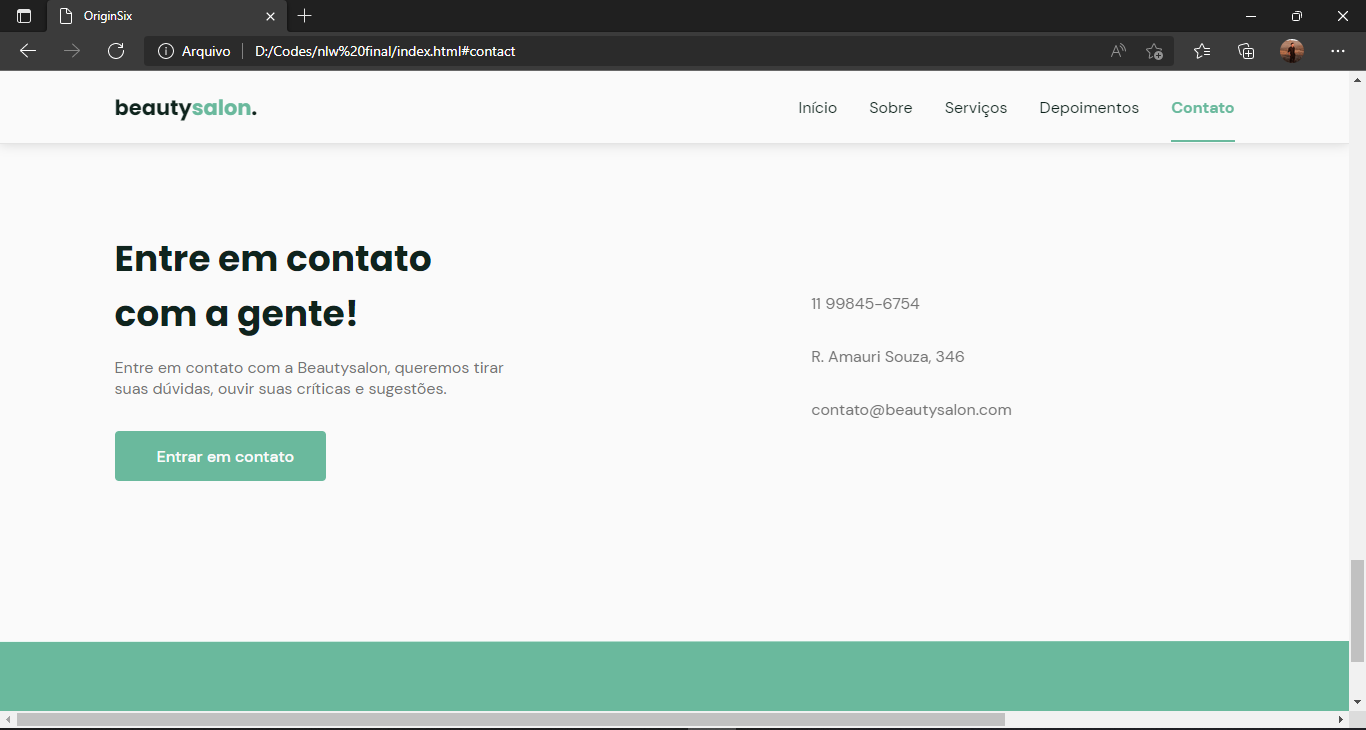 OriginSix
Arquivo
D:/Codes/nlw%20final/index.html#contact
beautysalon.
Início
Sobre
Serviços
Depoimentos
Contato
Entre em contato
com a gente!
Entre em contato com a Beautysalon, queremos tirar
suas dúvidas, ouvir suas críticas e sugestões.
Entrar em contato
11 99845-6754
R. Amauri Souza, 346
contato@beautysalon.com